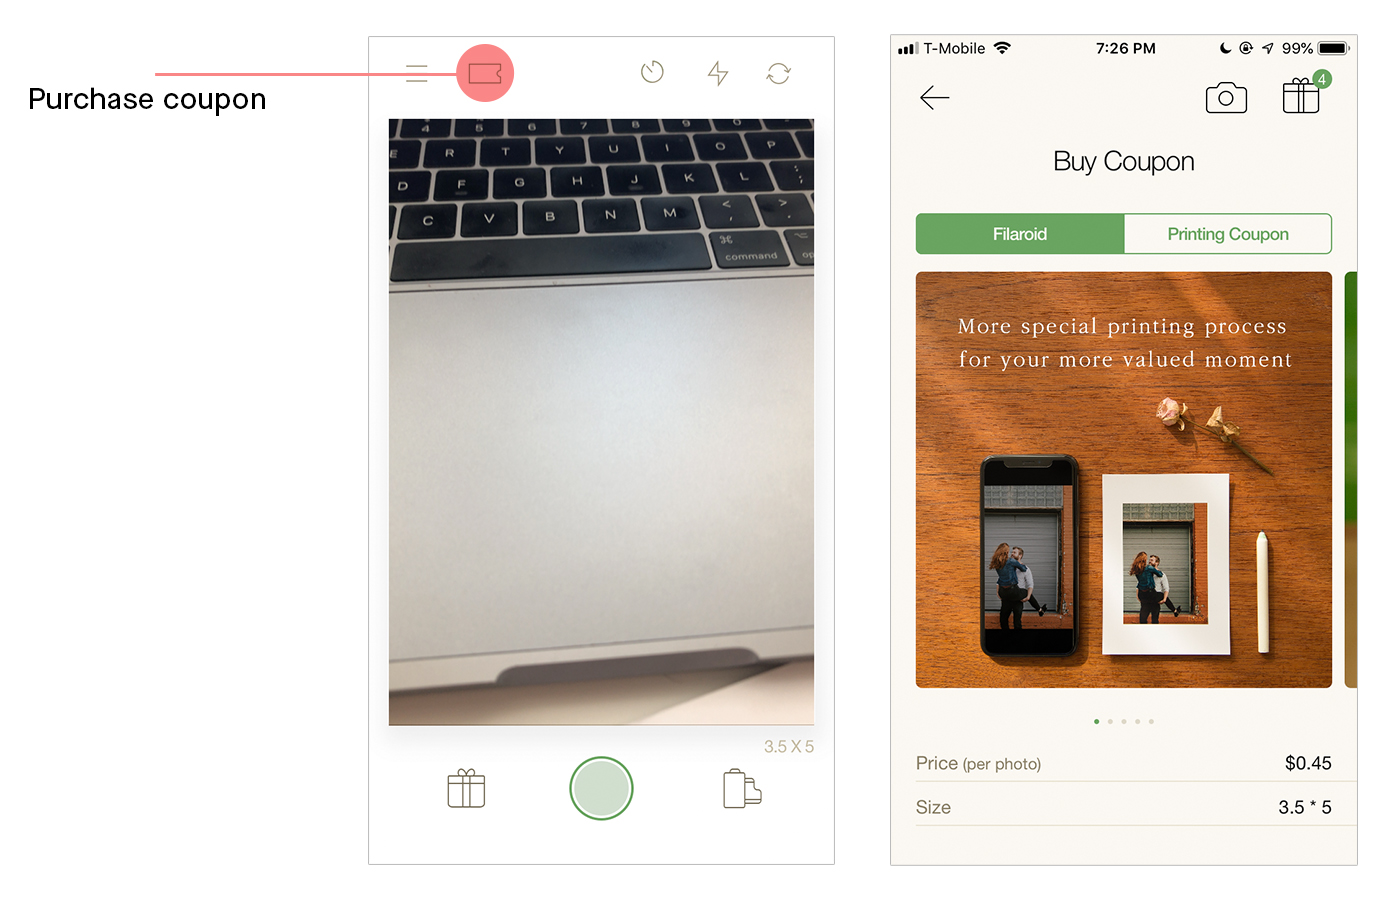 Purchase coupon
4 5 6 7 8 9 0
E R T Y U I O P
D F G H J K L ; :
C V B N M < , > .
⌘ ⌥
command op
3.5 X 5
T-Mobile 7:26 PM 99%
4
Buy Coupon
Filaroid Printing Coupon
More special printing process
for your more valued moment
Price (per photo) $0.45
Size 3.5 * 5